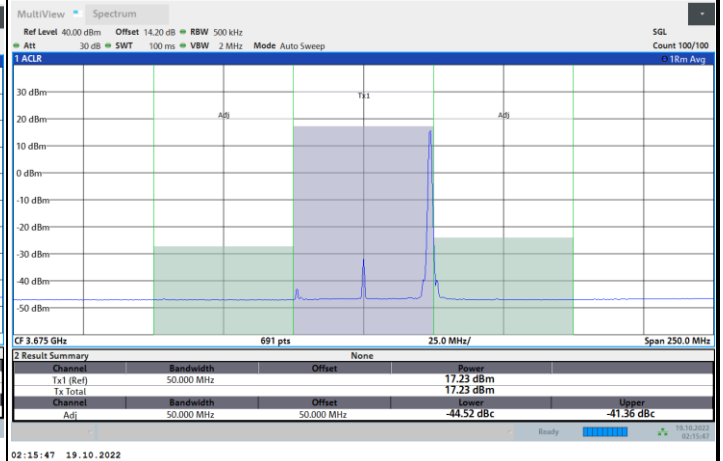 MultiView Spectrum
Ref Level 40.00 dBm Offset 14.20 dB RBW 500 kHz SGL
Att 30 dB SWT 100 ms VBW 2 MHz Mode Auto Sweep Count 100/100
1 ACLR 1Rm Avg
Tx1
Adj Adj
30 dBm
20 dBm
10 dBm
0 dBm
-10 dBm
-20 dBm
-30 dBm
-40 dBm
-50 dBm
CF 3.675 GHz 691 pts 25.0 MHz/ Span 250.0 MHz
2 Result Summary None
Channel Bandwidth Offset Power
Tx1 (Ref) 50.000 MHz 17.23 dBm
Tx Total 17.23 dBm
Channel Bandwidth Offset Lower Upper
Adj 50.000 MHz 50.000 MHz -44.52 dBc -41.36 dBc
Ready 19.10.2022
02:15:47
02:15:47 19.10.2022